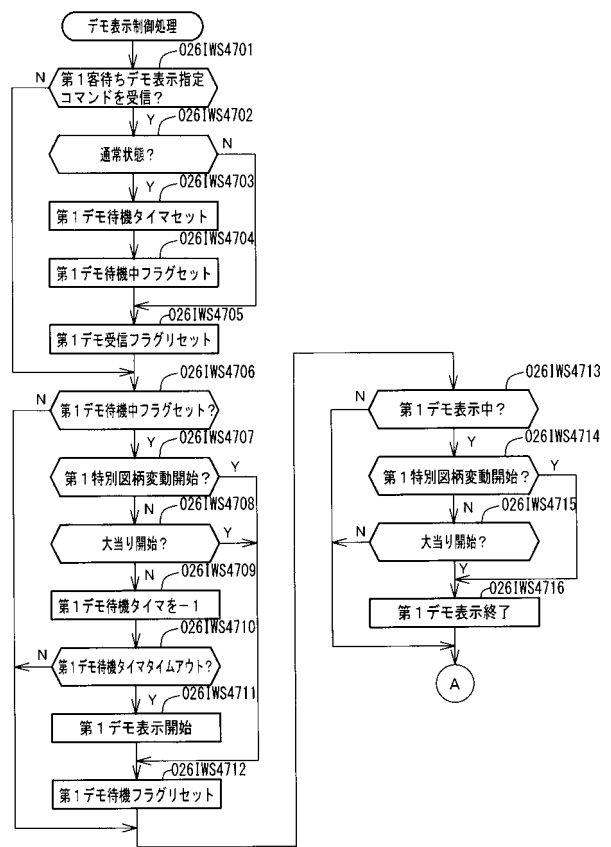 デモ表示制御処理
026IWS4701
N
第1客待ちデモ表示指定
コマンドを受信?
Y
026IWS4702
通常状態?
N
Y
026IWS4703
第1デモ待機タイマセット
026IWS4704
第1デモ待機中フラグセット
026IWS4705
第1デモ受信フラグリセット
026IWS4706
N
第1デモ待機中フラグセット?
Y
026IWS4707
第1特別図柄変動開始?
Y
N
026IWS4708
大当り開始?
Y
N
026IWS4709
第1デモ待機タイマを−1
026IWS4710
N
第1デモ待機タイマタイムアウト?
Y
026IWS4711
第1デモ表示開始
026IWS4712
第1デモ待機フラグリセット
026IWS4713
N
第1デモ表示中?
Y
026IWS4714
第1特別図柄変動開始?
Y
N
026IWS4715
N
大当り開始?
Y
026IWS4716
第1デモ表示終了
A